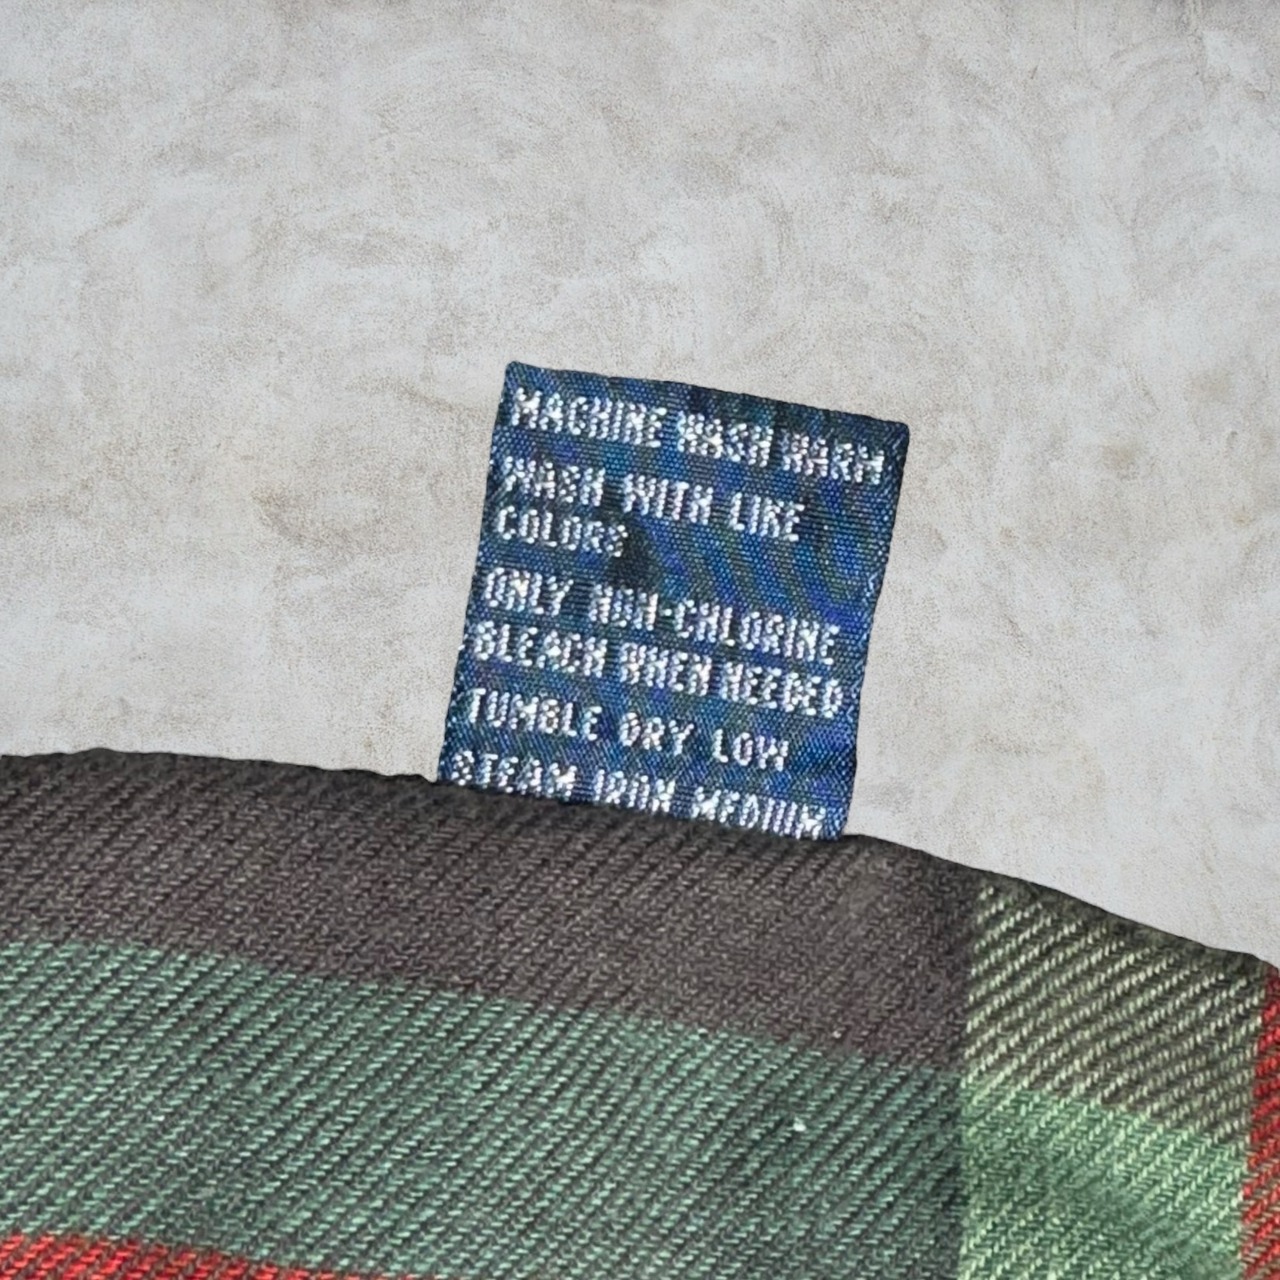 MACHINE WASH WARM
WASH WITH LIKE
COLORS
ONLY NON-CHLORINE
BLEACH WHEN NEEDED
TUMBLE DRY LOW
STEAM IRON MEDIUM